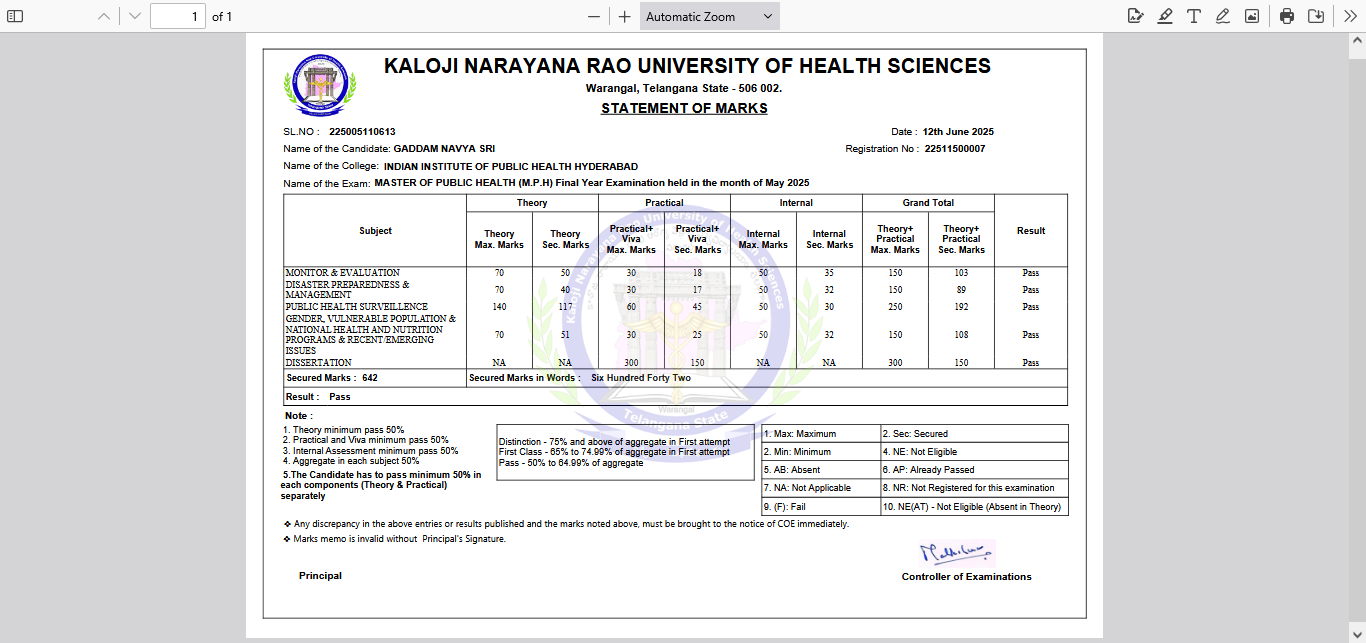 1 of 1 Automatic Zoom
KALOJI NARAYANA RAO UNIVERSITY OF HEALTH SCIENCES
Warangal, Telangana State - 506 002.
STATEMENT OF MARKS
SL.NO : 225005110613 Date : 12th June 2025
Name of the Candidate: GADDAM NAVYA SRI Registration No : 22511500007
Name of the College: INDIAN INSTITUTE OF PUBLIC HEALTH HYDERABAD
Name of the Exam: MASTER OF PUBLIC HEALTH (M.P.H) Final Year Examination held in the month of May 2025
Subject Theory Practical Internal Grand Total Result
Theory Max. Marks Theory Sec. Marks Practical+ Viva Max. Marks Practical+ Viva Sec. Marks Internal Max. Marks Internal Sec. Marks Theory+ Practical Max. Marks Theory+ Practical Sec. Marks
MONITOR & EVALUATION 70 50 30 18 50 35 150 103 Pass
DISASTER PREPAREDNESS &
MANAGEMENT 70 40 30 17 50 32 150 89 Pass
PUBLIC HEALTH SURVEILLENCE 140 117 60 45 50 30 250 192 Pass
GENDER, VULNERABLE POPULATION &
NATIONAL HEALTH AND NUTRITION
PROGRAMS & RECENT/EMERGING
ISSUES 70 51 30 25 50 32 150 108 Pass
DISSERTATION NA NA 300 150 NA NA 300 150 Pass
Secured Marks : 642 Secured Marks in Words : Six Hundred Forty Two
Result : Pass
Kaloji Narayana Rao University of Health Sciences
Warangal
Telangana State
Note :
1. Theory minimum pass 50%
2. Practical and Viva minimum pass 50%
3. Internal Assessment minimum pass 50%
4. Aggregate in each subject 50%
5.The Candidate has to pass minimum 50% in
each components (Theory & Practical)
separately
Distinction - 75% and above of aggregate in First attempt
First Class - 65% to 74.99% of aggregate in First attempt
Pass - 50% to 64.99% of aggregate
1. Max: Maximum 2. Sec: Secured
2. Min: Minimum 4. NE: Not Eligible
5. AB: Absent 6. AP: Already Passed
7. NA: Not Applicable 8. NR: Not Registered for this examination
9. (F): Fail 10. NE(AT) - Not Eligible (Absent in Theory)
❖ Any discrepancy in the above entries or results published and the marks noted above, must be brought to the notice of COE immediately.
❖ Marks memo is invalid without Principal's Signature.
Principal Controller of Examinations